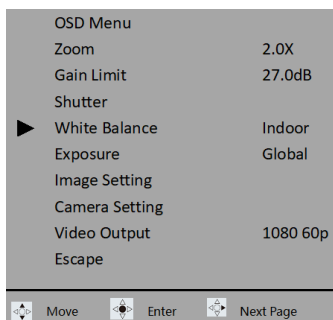 OSD Menu
Zoom 2.0X
Gain Limit 27.0dB
Shutter
White Balance Indoor
Exposure Global
Image Setting
Camera Setting
Video Output 1080 60p
Escape
Move Enter Next Page